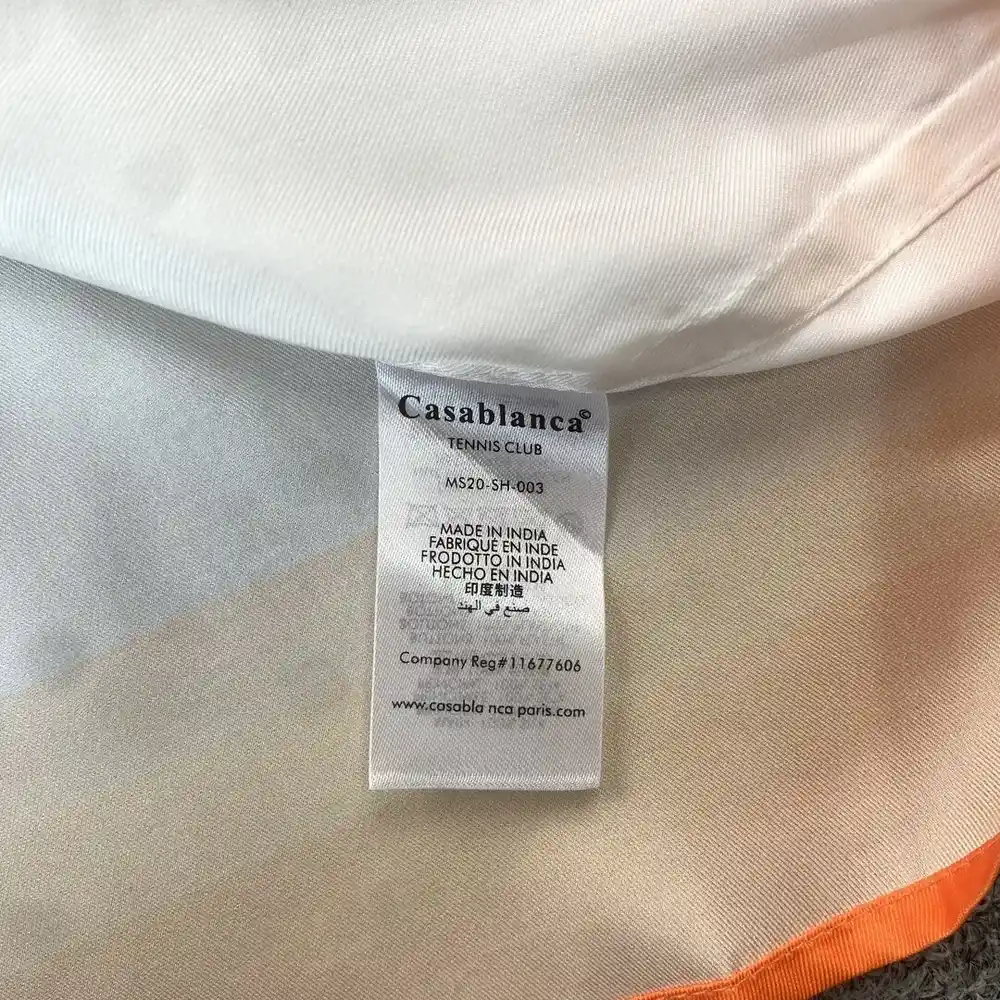 Casablanca©
TENNIS CLUB
MS20-SH-003
MADE IN INDIA
FABRIQUÉ EN INDE
FRODOTTO IN INDIA
HECHO EN INDIA
印度制造
صنع في الهند
Company Reg#11677606
www.casabla nca paris.com